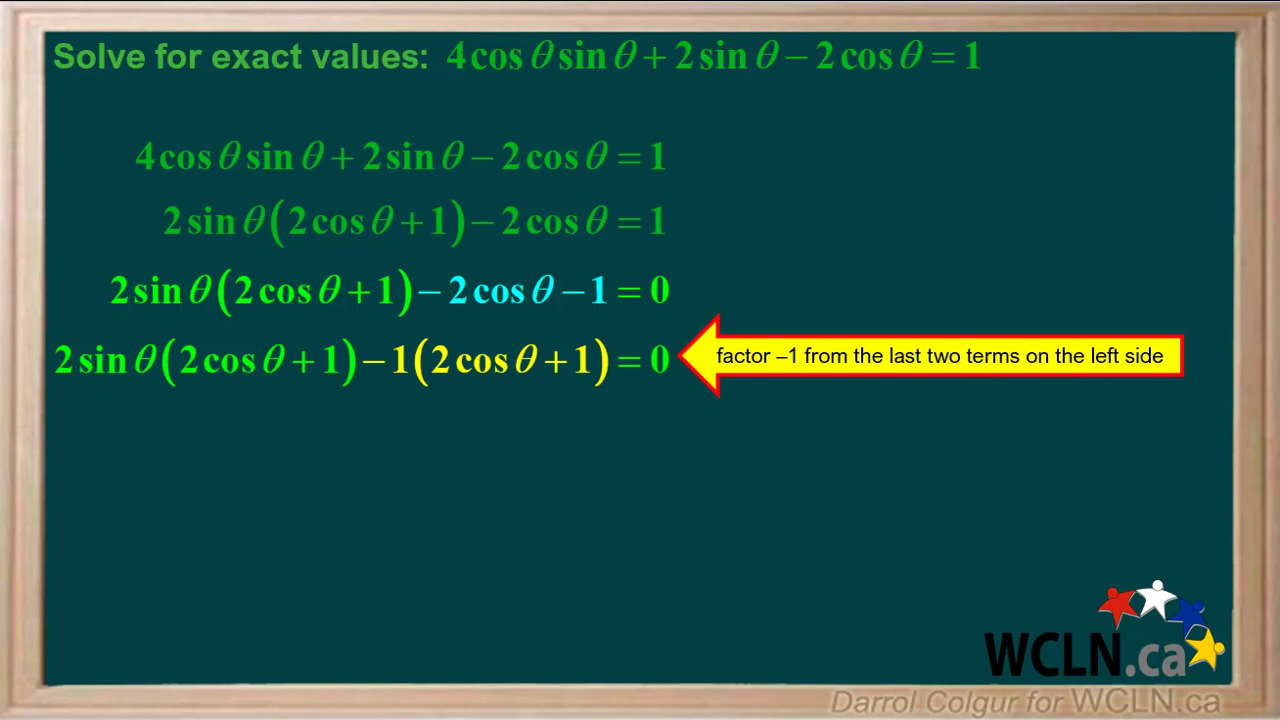 Solve for exact values: 4cos θ sin θ + 2sin θ − 2cos θ = 1
4cos θ sin θ + 2sin θ − 2cos θ = 1
2sin θ(2cos θ + 1) − 2cos θ = 1
2sin θ(2cos θ + 1) − 2cos θ − 1 = 0
2sin θ(2cos θ + 1) − 1(2cos θ + 1) = 0
factor –1 from the last two terms on the left side
WCLN.ca
Darrol Colgur for WCLN.ca